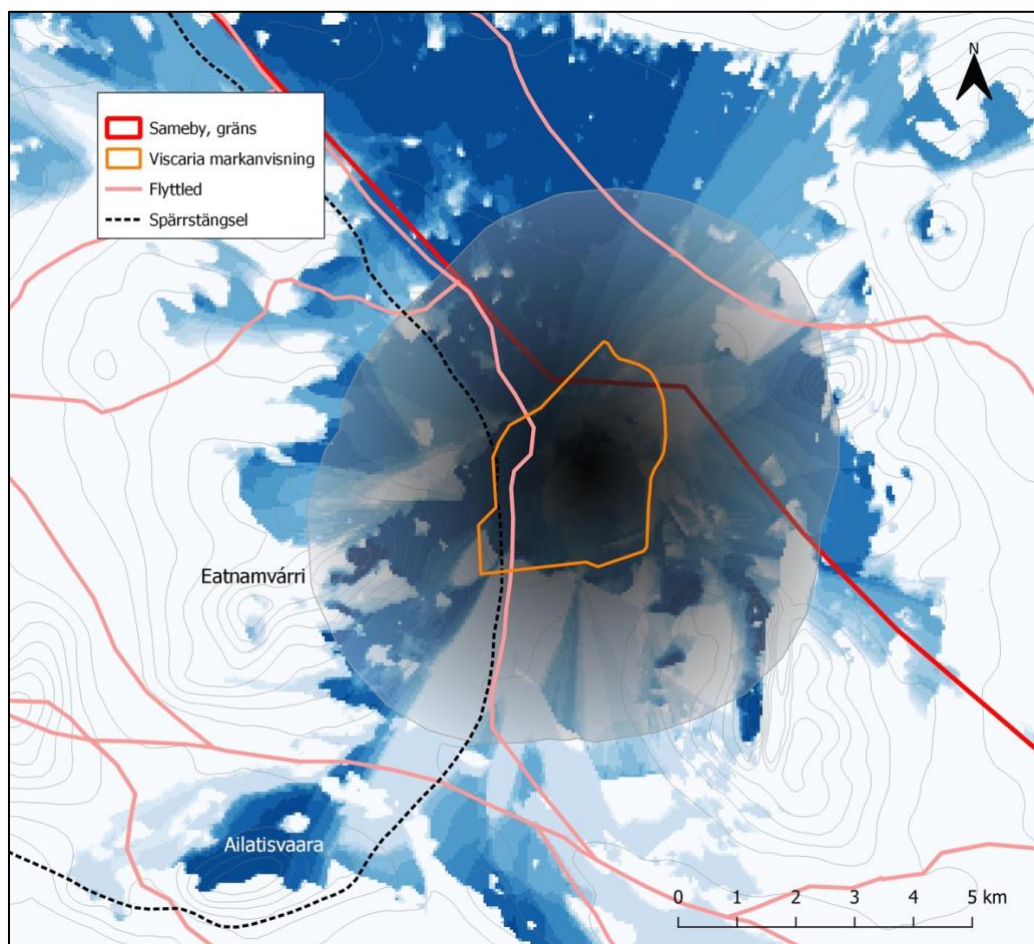 N
Sameby, gräns
Viscaria markanvisning
Flyttled
Spärrstängsel
Eatnamvárri
Ailatisvaara
0 1 2 3 4 5 km